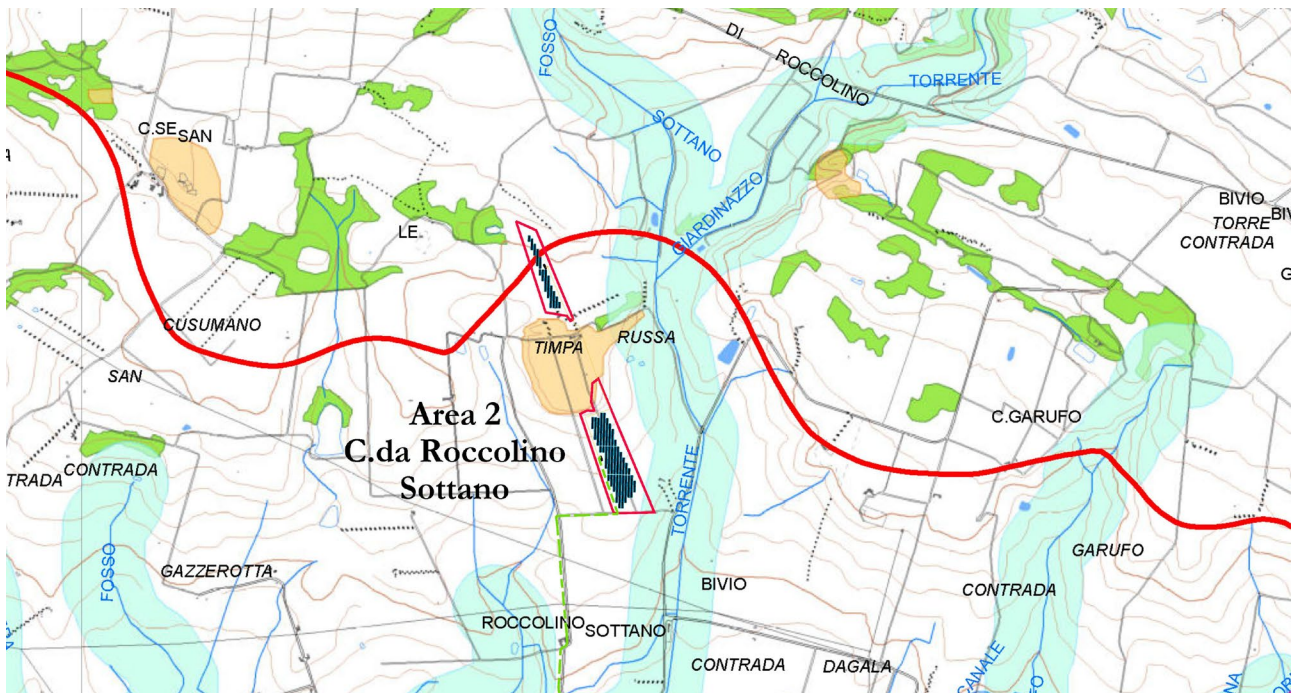 DI
ROCCOLINO
FOSSO
TORRENTE
SOTTANO
C.SE SAN
GIARDINAZZO
BIVIO
TORRE BIV
CONTRADA
LE
G
CUSUMANO
TIMPA
RUSSA
SAN
Area 2
C.da Roccolino
Sottano
C.GARUFO
CONTRADA
TRADA
TORRENTE
FOSSO
GAZZEROTTA
GARUFO
BIVIO
CONTRADA
ROCCOLINO SOTTANO
CONTRADA
DAGALA
CANALE